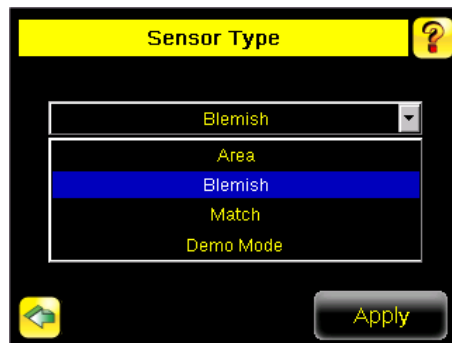 Sensor Type
?
Blemish
Area
Blemish
Match
Demo Mode
Apply